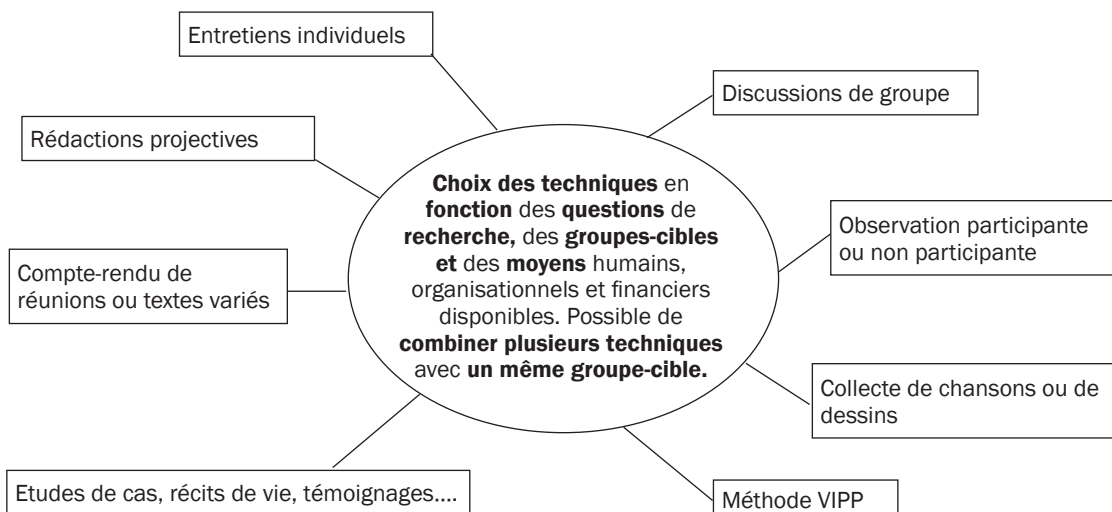 Entretiens individuels
Discussions de groupe
Rédactions projectives
Choix des techniques en
fonction des questions de
recherche, des groupes-cibles
et des moyens humains,
organisationnels et financiers
disponibles. Possible de
combiner plusieurs techniques
avec un même groupe-cible.
Observation participante
ou non participante
Compte-rendu de
réunions ou textes variés
Collecte de chansons ou de
dessins
Etudes de cas, récits de vie, témoignages....
Méthode VIPP